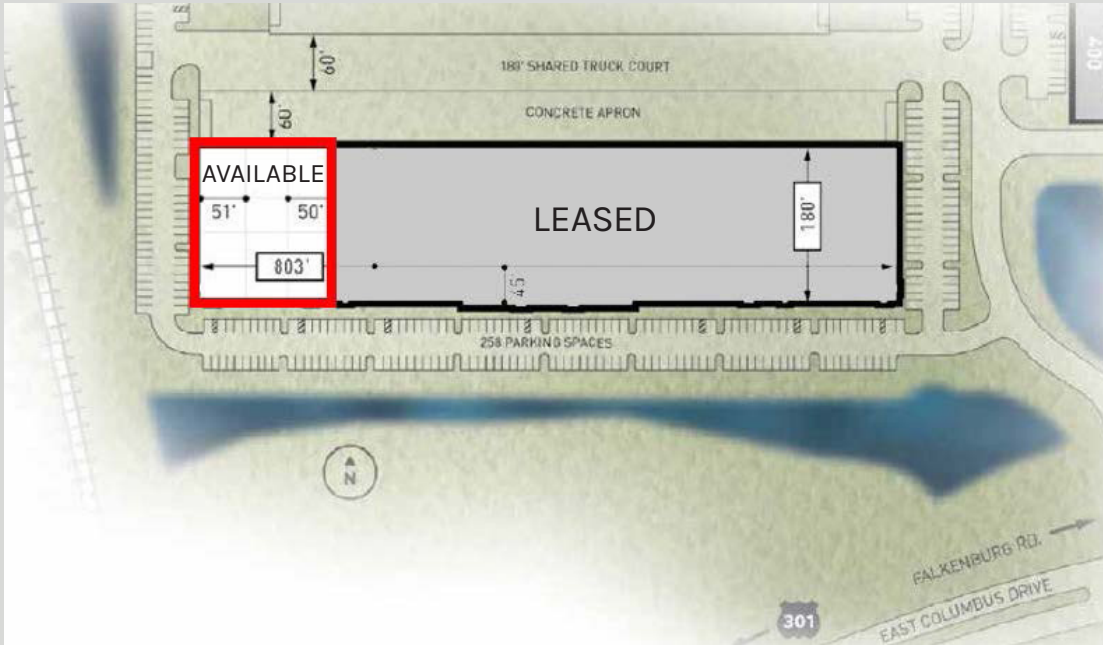 60'
180' SHARED TRUCK COURT
60'
CONCRETE APRON
400
AVAILABLE
51'
50'
LEASED
180'
803'
45'
258 PARKING SPACES
N
FALKENBURG RD.
EAST COLUMBUS DRIVE
301